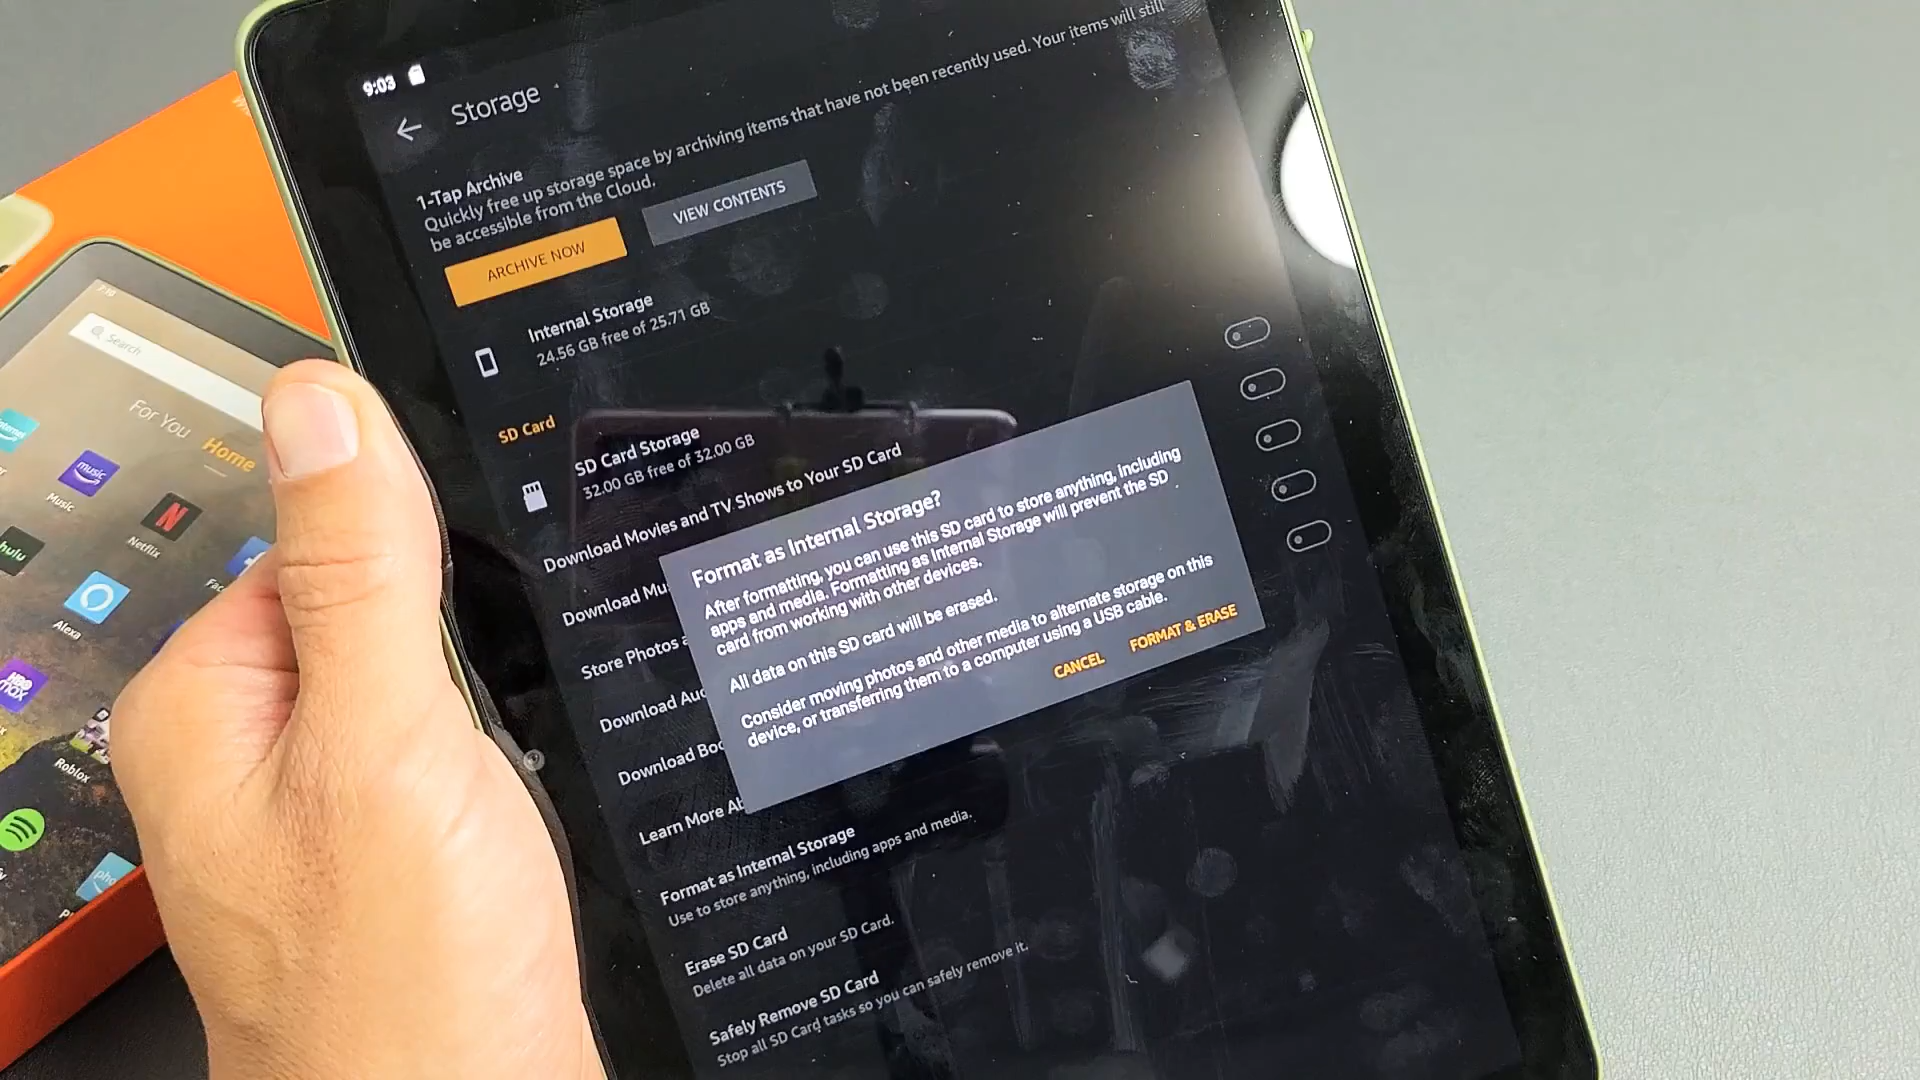 9:03
Storage
1-Tap Archive
Quickly free up storage space by archiving items that have not been recently used. Your items will still
be accessible from the Cloud.
ARCHIVE NOW
VIEW CONTENTS
Internal Storage
24.56 GB free of 25.71 GB
SD Card
SD Card Storage
32.00 GB free of 32.00 GB
Download Movies and TV Shows to Your SD Card
Download Mu
Store Photos a
Download Aud
Download Boo
Learn More Ab
Format as Internal Storage?
After formatting, you can use this SD card to store anything, including
apps and media. Formatting as Internal Storage will prevent the SD
card from working with other devices.
All data on this SD card will be erased.
Consider moving photos and other media to alternate storage on this
device, or transferring them to a computer using a USB cable.
CANCEL
FORMAT & ERASE
Format as Internal Storage
Use to store anything, including apps and media.
Erase SD Card
Delete all data on your SD Card.
Safely Remove SD Card
Stop all SD Card tasks so you can safely remove it.
7:10
Search
For You
Home
music
Music
Netflix
hulu
Alexa
HBO
max
Roblox